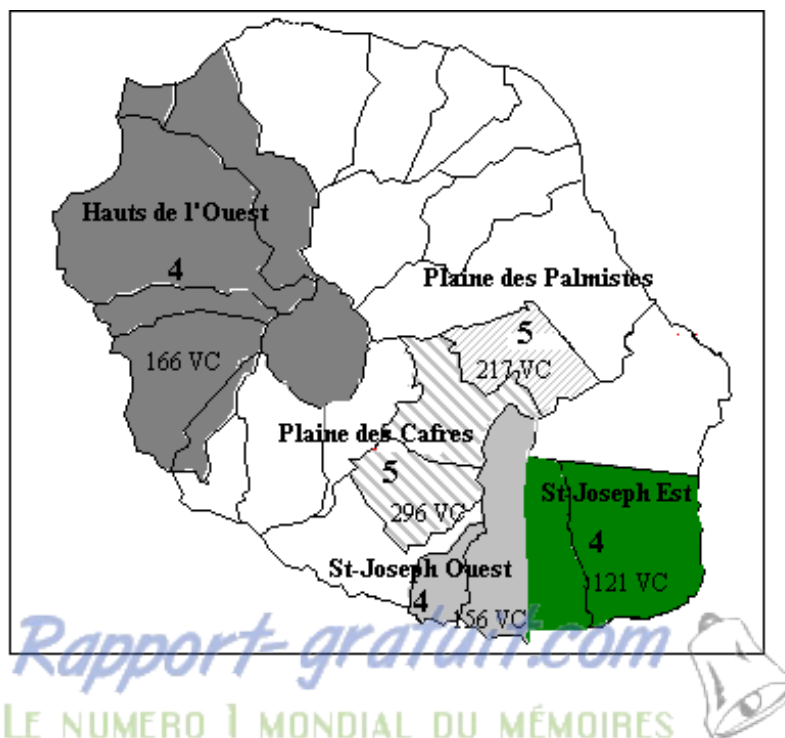 Hauts de l'Ouest
4
166 VC
Plaine des Palmistes
5
217 VC
Plaine des Cafres
5
296 VC
St-Joseph Est
4
121 VC
St-Joseph Ouest
4
156 VC
Rapport-gratuit.com
LE NUMERO 1 MONDIAL DU MÉMOIRES